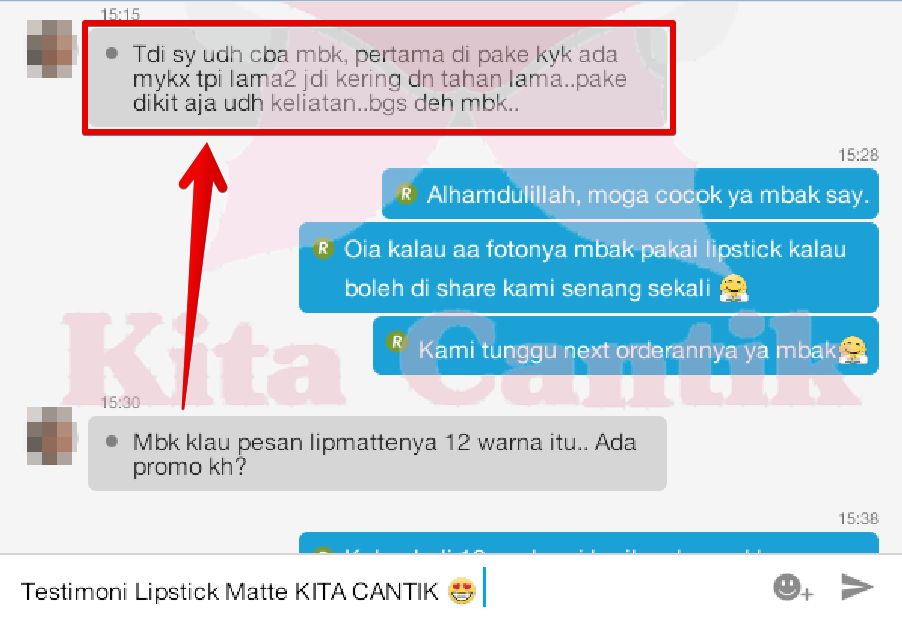 15:15
Tdi sy udh cba mbk, pertama di pake kyk ada
mykx tpi lama2 jdi kering dn tahan lama..pake
dikit aja udh keliatan..bgs deh mbk..
15:28
R Alhamdulillah, moga cocok ya mbak say.
R Oia kalau aa fotonya mbak pakai lipstick kalau
boleh di share kami senang sekali 🤗
R Kami tunggu next orderannya ya mbak🤗
Kita Cantik
15:30
Mbk klau pesan lipmattenya 12 warna itu.. Ada
promo kh?
15:38
Testimoni Lipstick Matte KITA CANTIK 😍